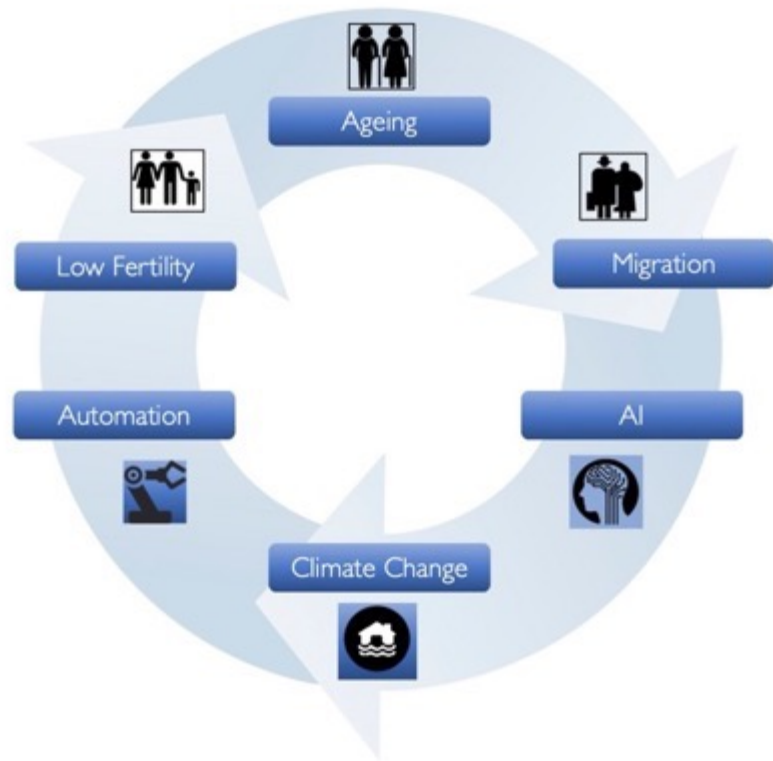 Ageing
Migration
AI
Climate Change
Automation
Low Fertility